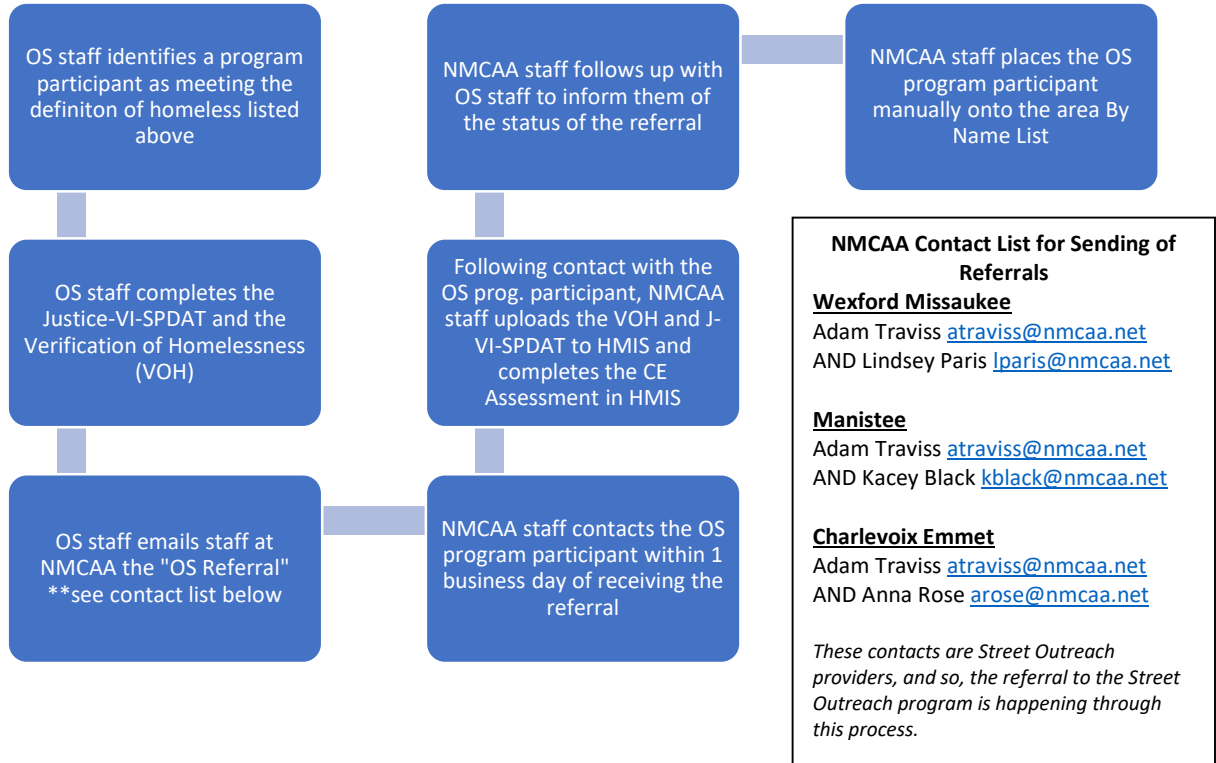 OS staff identifies a program
participant as meeting the
definiton of homeless listed
above
OS staff completes the
Justice-VI-SPDAT and the
Verification of Homelessness
(VOH)
OS staff emails staff at
NMCAA the "OS Referral"
**see contact list below
NMCAA staff contacts the OS
program participant within 1
business day of receiving the
referral
Following contact with the
OS prog. participant, NMCAA
staff uploads the VOH and J-
VI-SPDAT to HMIS and
completes the CE
Assessment in HMIS
NMCAA staff follows up with
OS staff to inform them of
the status of the referral
NMCAA staff places the OS
program participant
manually onto the area By
Name List
NMCAA Contact List for Sending of
Referrals
Wexford Missaukee
Adam Traviss atraviss@nmcaa.net
AND Lindsey Paris lparis@nmcaa.net
Manistee
Adam Traviss atraviss@nmcaa.net
AND Kacey Black kblack@nmcaa.net
Charlevoix Emmet
Adam Traviss atraviss@nmcaa.net
AND Anna Rose arose@nmcaa.net
These contacts are Street Outreach
providers, and so, the referral to the Street
Outreach program is happening through
this process.